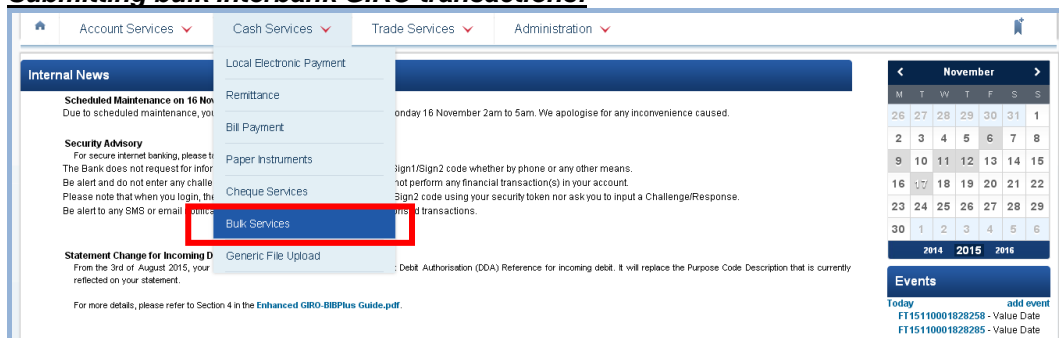 Submitting bulk interbank GIRO transactions:
Account Services
Cash Services
Trade Services
Administration
Local Electronic Payment
Remittance
Bill Payment
Paper Instruments
Cheque Services
Bulk Services
Generic File Upload
Internal News
Scheduled Maintenance on 16 Nov
Due to scheduled maintenance, you onday 16 November 2am to 5am. We apologise for any inconvenience caused.
Security Advisory
For secure internet banking, please t
The Bank does not request for infor Sign1/Sign2 code whether by phone or any other means.
Be alert and do not enter any challe not perform any financial transaction(s) in your account.
Please note that when you login, the Sign2 code using your security token nor ask you to input a Challenge/Response.
Be alert to any SMS or email transactions.
Statement Change for Incoming D
From the 3rd of August 2015, your Debit Authorisation (DDA) Reference for incoming debit. It will replace the Purpose Code Description that is currently
reflected on your statement.
For more details, please refer to Section 4 in the Enhanced GIRO-BIBPlus Guide.pdf.
< November >
M T W T F S S
26 27 28 29 30 31 1
2 3 4 5 6 7 8
9 10 11 12 13 14 15
16 17 18 19 20 21 22
23 24 25 26 27 28 29
30 1 2 3 4 5 6
2014 2015 2016
Events
Today add event
FT15110001828258 - Value Date
FT15110001828285 - Value Date